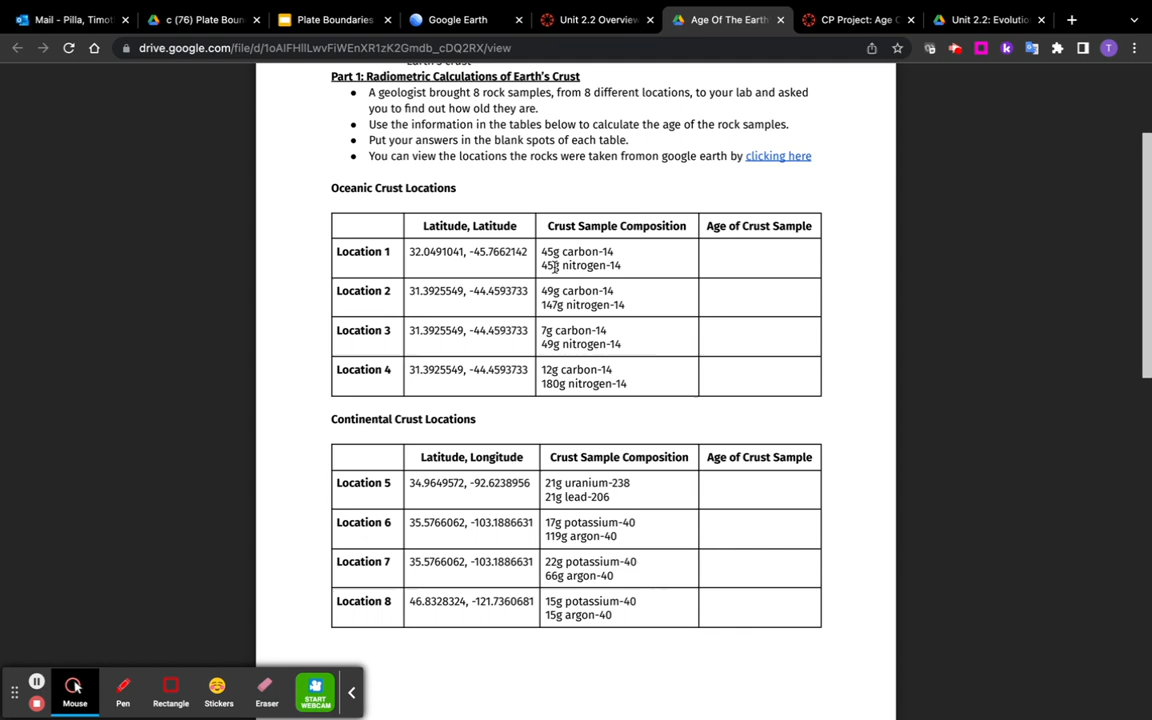 Mail - Pilla, Timot
c (76) Plate Boun
Plate Boundaries
Google Earth
Unit 2.2 Overview
Age Of The Earth
CP Project: Age C
Unit 2.2: Evolutio
drive.google.com/file/d/1oAIFHllLwvFiWEnXR1zK2Gmdb_cDQ2RX/view
T
Earth's crust
Part 1: Radiometric Calculations of Earth's Crust
• A geologist brought 8 rock samples, from 8 different locations, to your lab and asked
you to find out how old they are.
• Use the information in the tables below to calculate the age of the rock samples.
• Put your answers in the blank spots of each table.
• You can view the locations the rocks were taken fromon google earth by clicking here
Oceanic Crust Locations
Latitude, Latitude Crust Sample Composition Age of Crust Sample
Location 1 32.0491041, -45.7662142 45g carbon-14
45g nitrogen-14
Location 2 31.3925549, -44.4593733 49g carbon-14
147g nitrogen-14
Location 3 31.3925549, -44.4593733 7g carbon-14
49g nitrogen-14
Location 4 31.3925549, -44.4593733 12g carbon-14
180g nitrogen-14
Continental Crust Locations
Latitude, Longitude Crust Sample Composition Age of Crust Sample
Location 5 34.9649572, -92.6238956 21g uranium-238
21g lead-206
Location 6 35.5766062, -103.1886631 17g potassium-40
119g argon-40
Location 7 35.5766062, -103.1886631 22g potassium-40
66g argon-40
Location 8 46.8328324, -121.7360681 15g potassium-40
15g argon-40
Mouse
Pen
Rectangle
Stickers
Eraser
START
WEBCAM